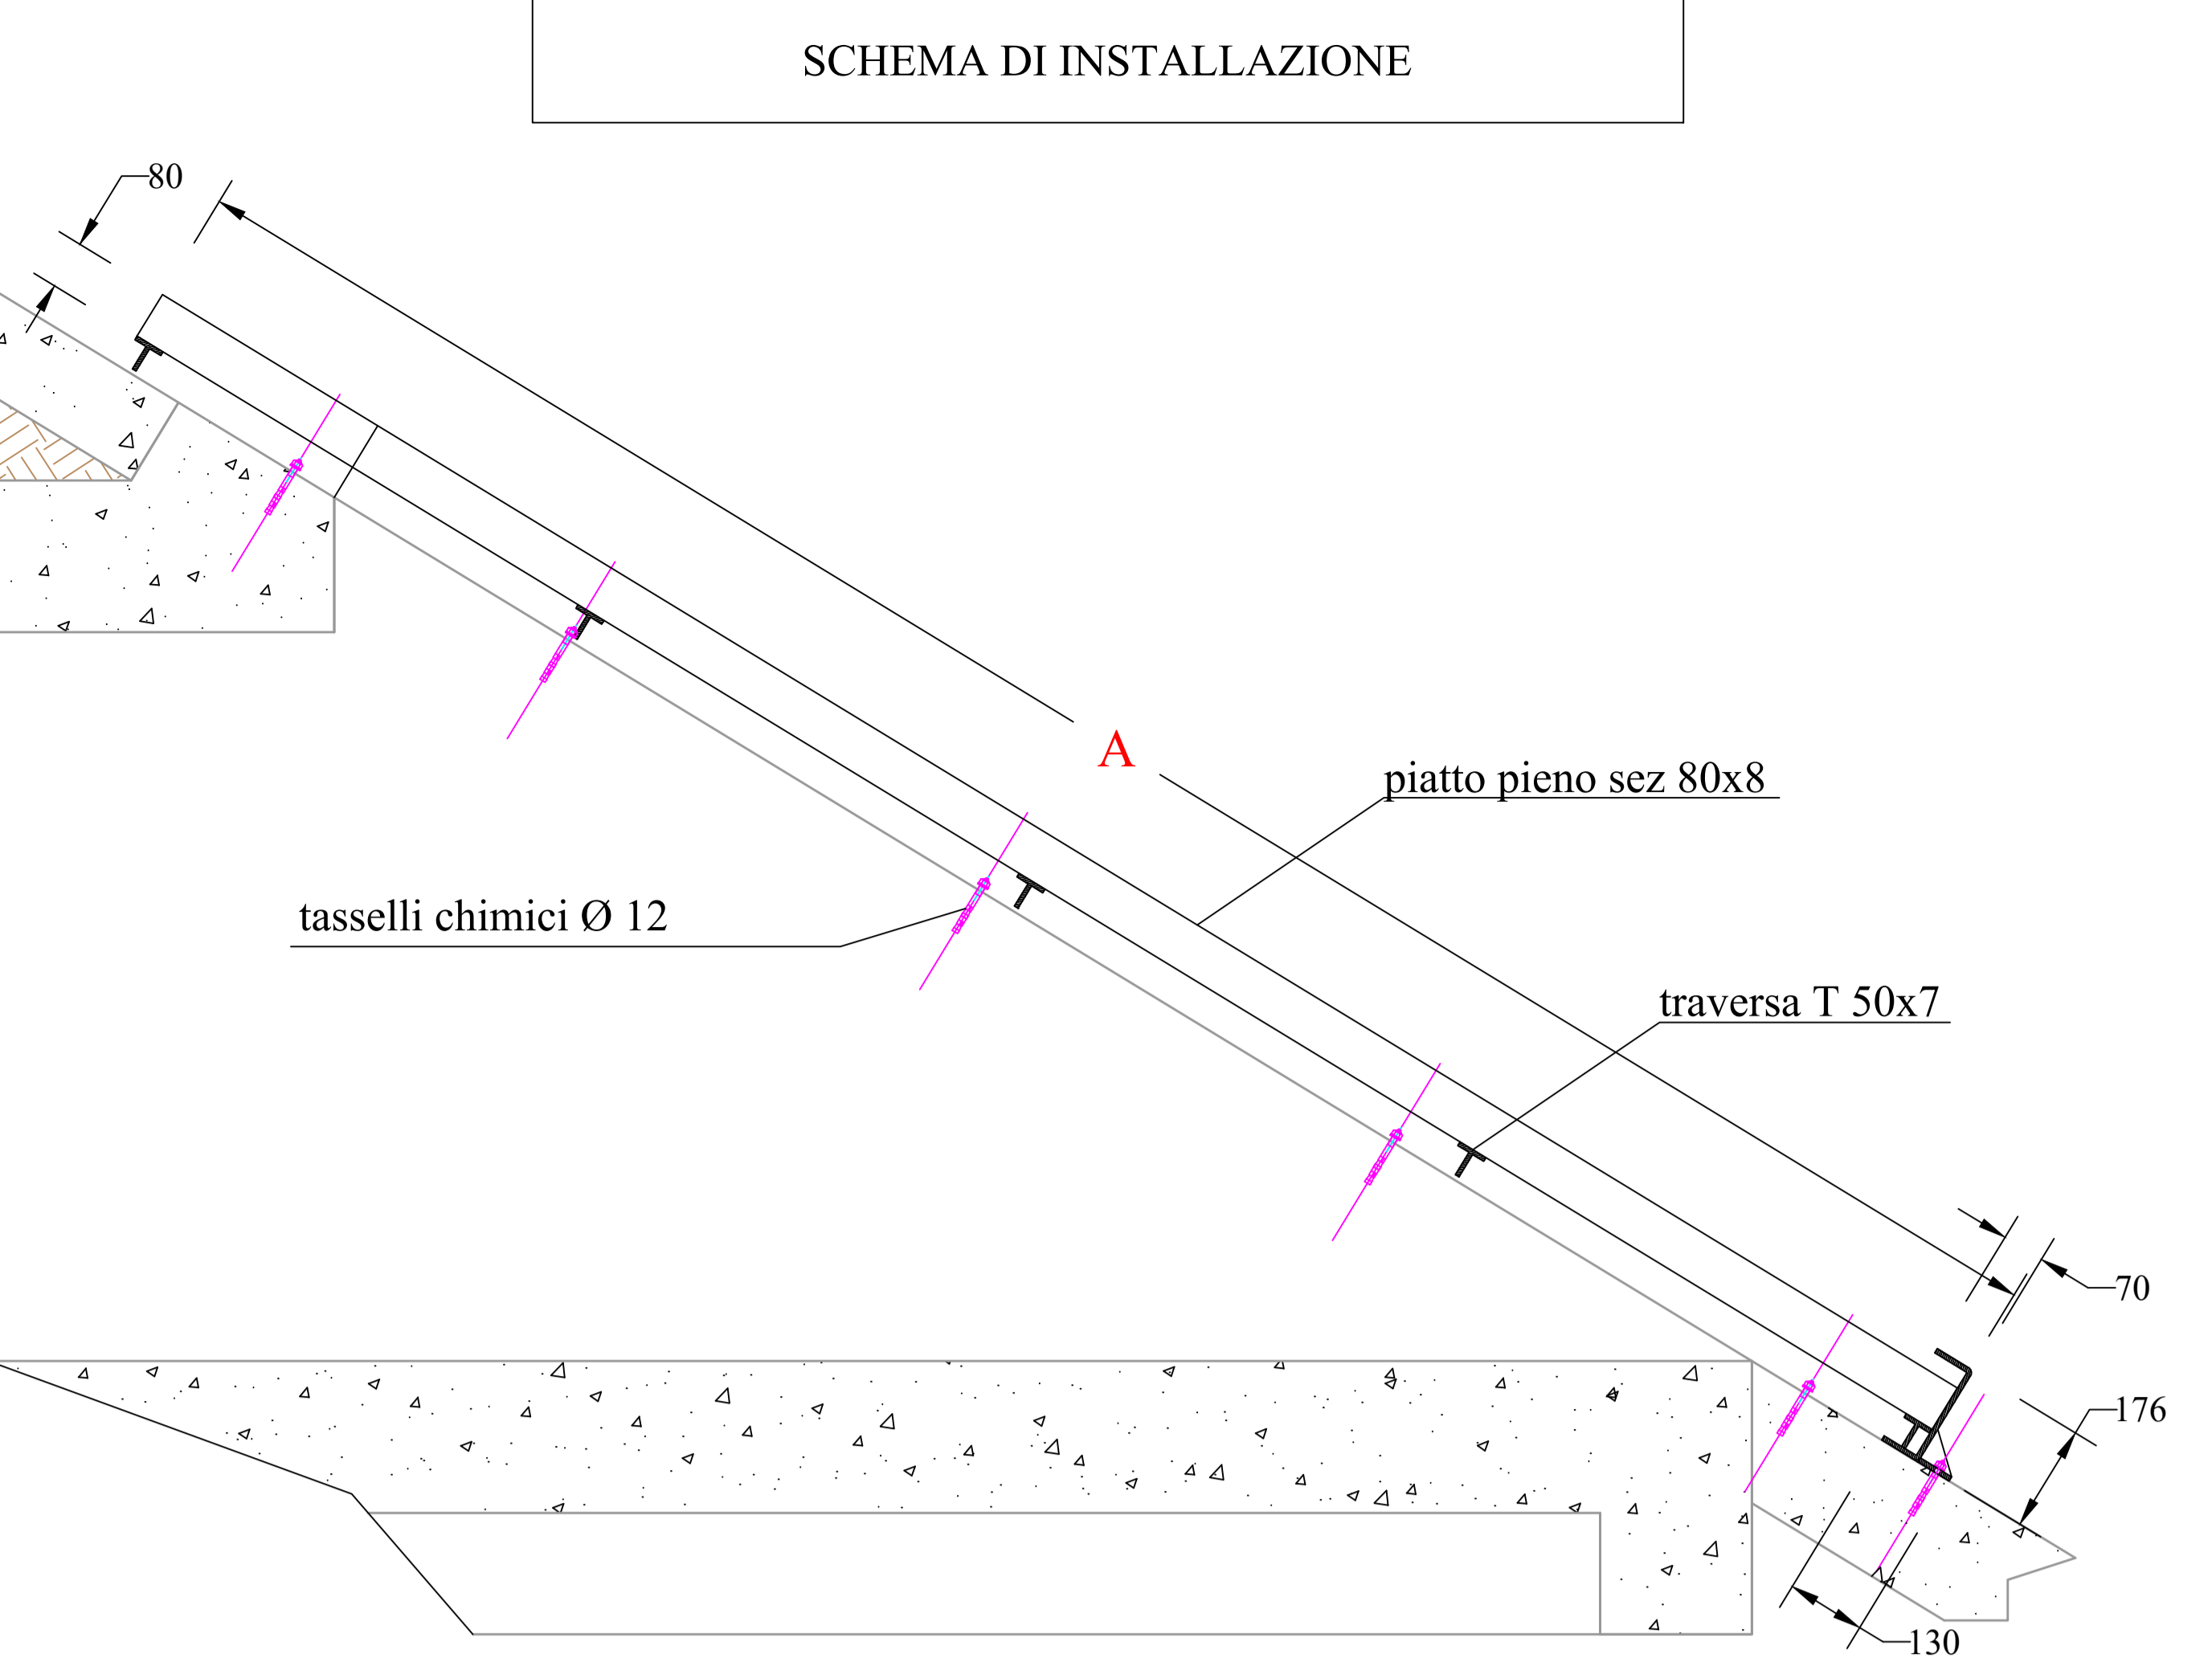 SCHEMA DI INSTALLAZIONE
80
A
piatto pieno sez 80x8
tasselli chimici Ø 12
traversa T 50x7
70
176
130